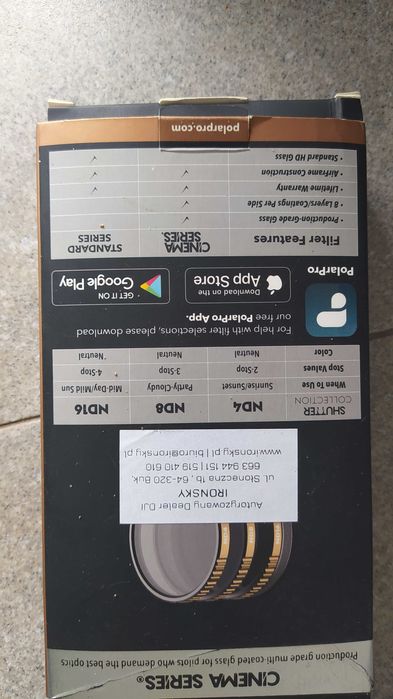 CINEMA SERIES®
Production grade multi-coated glass for pilots who demand the best optics
Autoryzowany Dealer DJI
IRONSKY
ul. Słoneczna 1b, 64-320 Buk
663 944 151 | 519 410 610
www.ironsky.pl | biuro@ironsky.pl
SHUTTER COLLECTION ND4 ND8 ND16
When To Use Sunrise/Sunset Partly-Cloudy Mid-Day/Mild Sun
Stop Values 2-Stop 3-Stop 4-Stop
Color Neutral Neutral Neutral
For help with filter selections, please download
our free PolarPro App.
PolarPro
Download on the
App Store
GET IT ON
Google Play
Filter Features CINEMA SERIES STANDARD SERIES
• Production-Grade Glass ✓
• 8 Layers/Coatings Per Side ✓
• Lifetime Warranty ✓ ✓
• Airframe Construction ✓ ✓
• Standard HD Glass ✓
polarpro.com